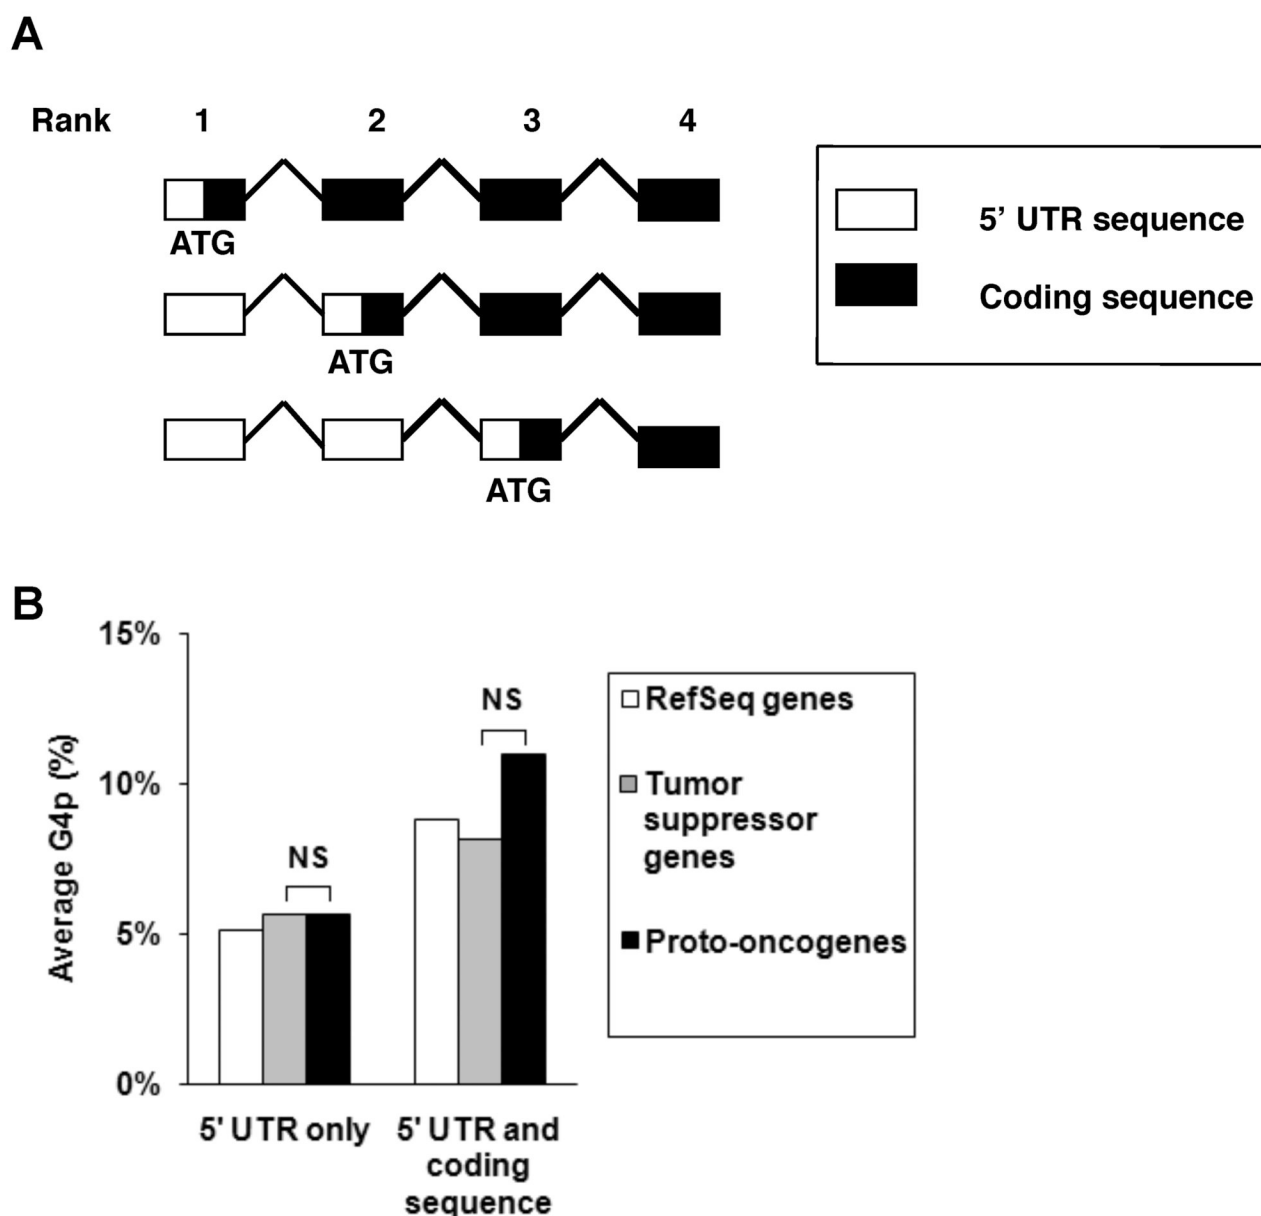 A
Rank 1 2 3 4
ATG
ATG
ATG
5’ UTR sequence
Coding sequence
B
Average G4p (%)
15%
10%
5%
0%
NS
NS
5' UTR only
5' UTR and
coding
sequence
RefSeq genes
Tumor
suppressor
genes
Proto-oncogenes